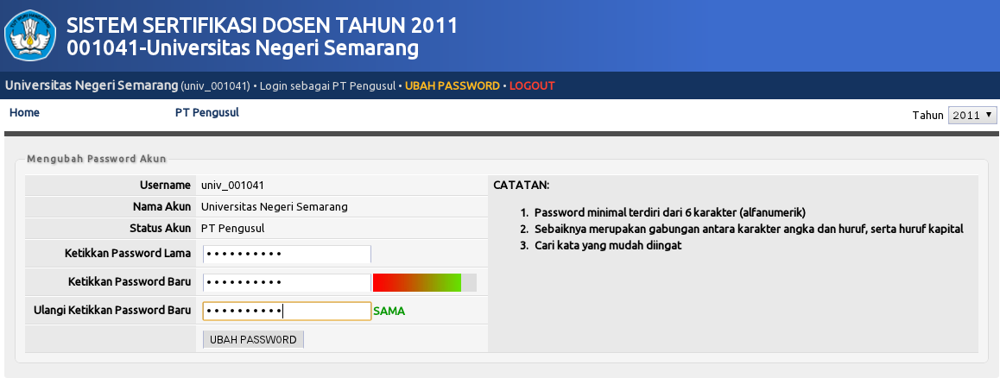 SISTEM SERTIFIKASI DOSEN TAHUN 2011
001041-Universitas Negeri Semarang
Universitas Negeri Semarang (univ_001041) • Login sebagai PT Pengusul • UBAH PASSWORD • LOGOUT
Home PT Pengusul Tahun 2011
Mengubah Password Akun
Username univ_001041
Nama Akun Universitas Negeri Semarang
Status Akun PT Pengusul
Ketikkan Password Lama ••••••••••
Ketikkan Password Baru ••••••••••
Ulangi Ketikkan Password Baru •••••••••• SAMA
UBAH PASSWORD
CATATAN:
1. Password minimal terdiri dari 6 karakter (alfanumerik)
2. Sebaiknya merupakan gabungan antara karakter angka dan huruf, serta huruf kapital
3. Cari kata yang mudah diingat